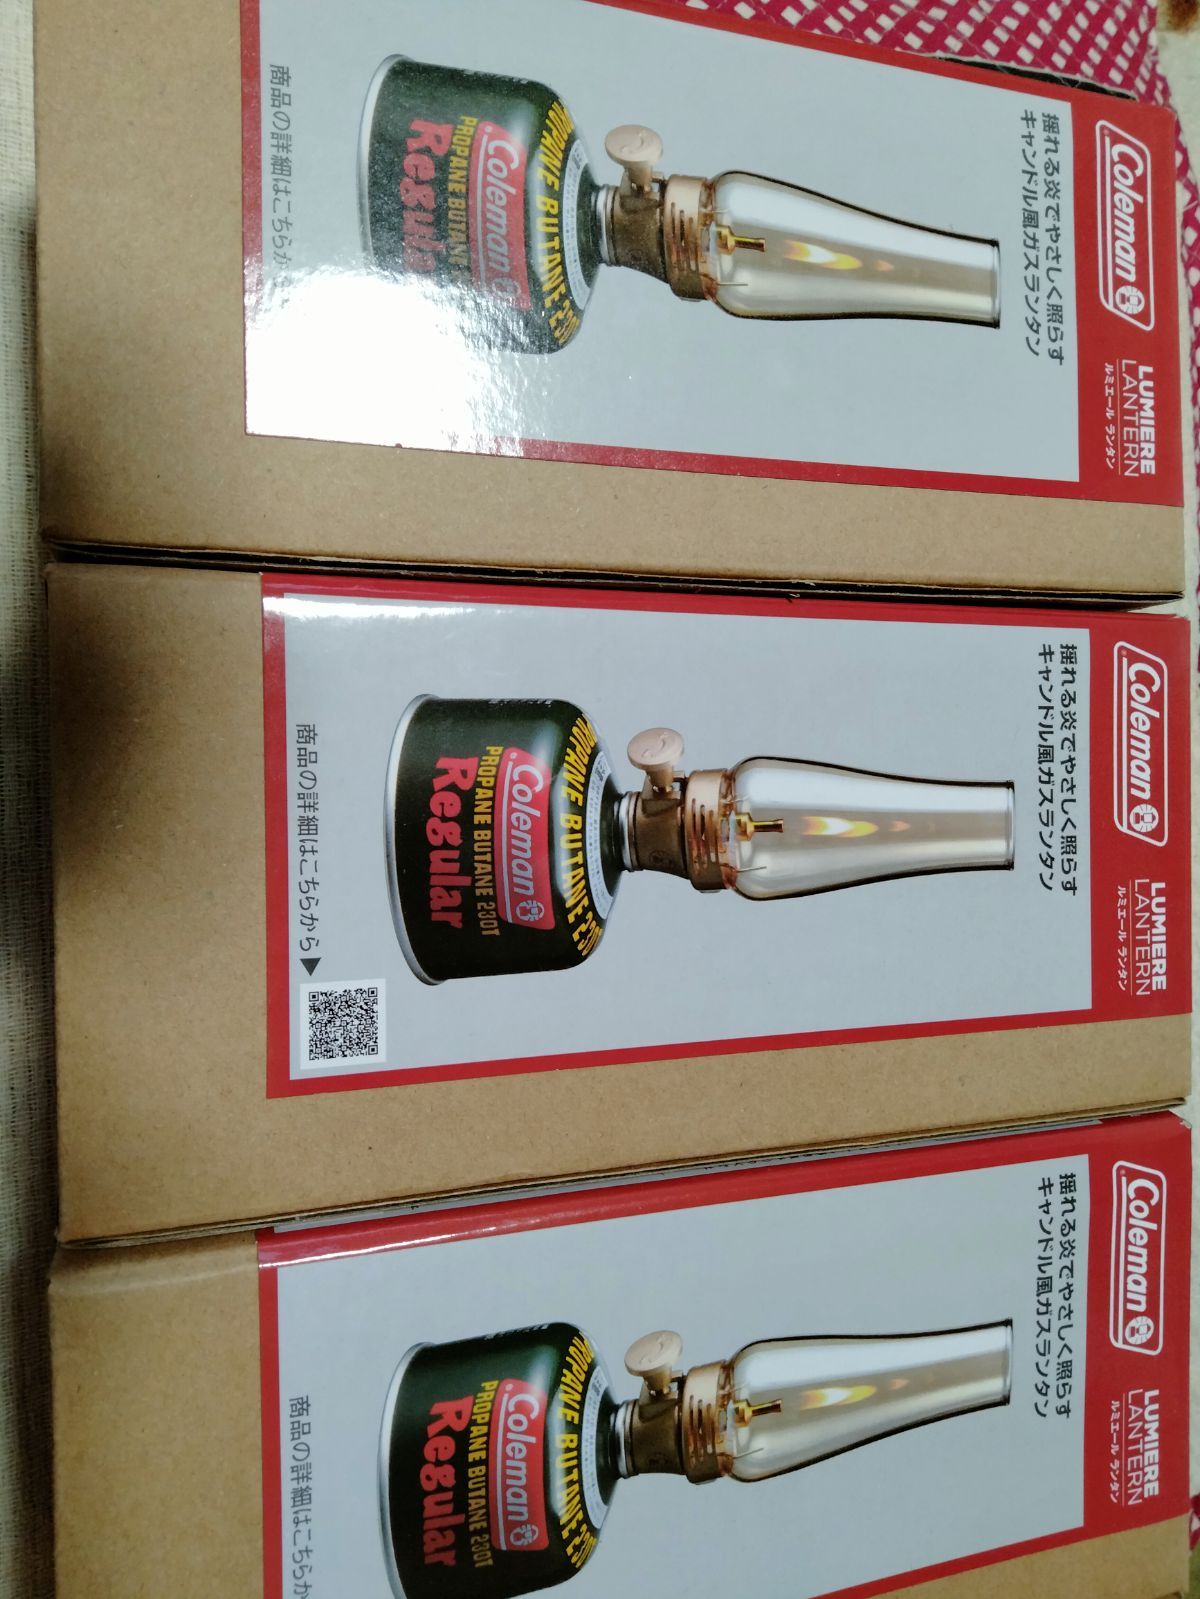 Coleman
LUMIERE
LANTERN
ルミエール ランタン
揺れる炎でやさしく照らす
キャンドル風ガスランタン
PROPANE BUTANE 230
Coleman
PROPANE BUTANE
Regular
商品の詳細はこちらか
Coleman
LUMIERE
LANTERN
ルミエール ランタン
揺れる炎でやさしく照らす
キャンドル風ガスランタン
PROPANE BUTANE 230
Coleman
PROPANE BUTANE 230T
Regular
商品の詳細はこちらから▶
Coleman
LUMIERE
LANTERN
ルミエール ランタン
揺れる炎でやさしく照らす
キャンドル風ガスランタン
PROPANE BUTANE 230
Coleman
PROPANE BUTANE 230T
Regular
商品の詳細はこちらか